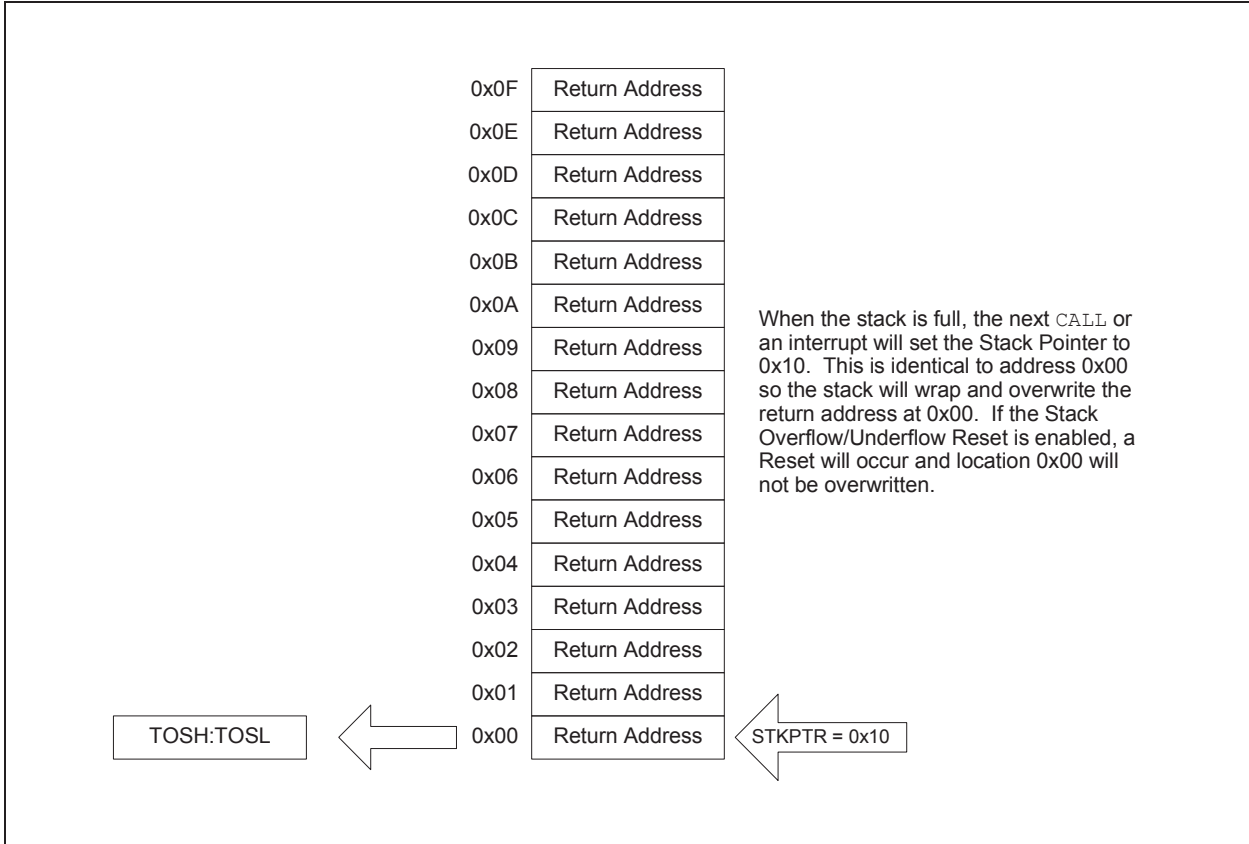 0x0F Return Address
0x0E Return Address
0x0D Return Address
0x0C Return Address
0x0B Return Address
0x0A Return Address
0x09 Return Address
0x08 Return Address
0x07 Return Address
0x06 Return Address
0x05 Return Address
0x04 Return Address
0x03 Return Address
0x02 Return Address
0x01 Return Address
TOSH:TOSL 0x00 Return Address STKPTR = 0x10
When the stack is full, the next CALL or
an interrupt will set the Stack Pointer to
0x10. This is identical to address 0x00
so the stack will wrap and overwrite the
return address at 0x00. If the Stack
Overflow/Underflow Reset is enabled, a
Reset will occur and location 0x00 will
not be overwritten.